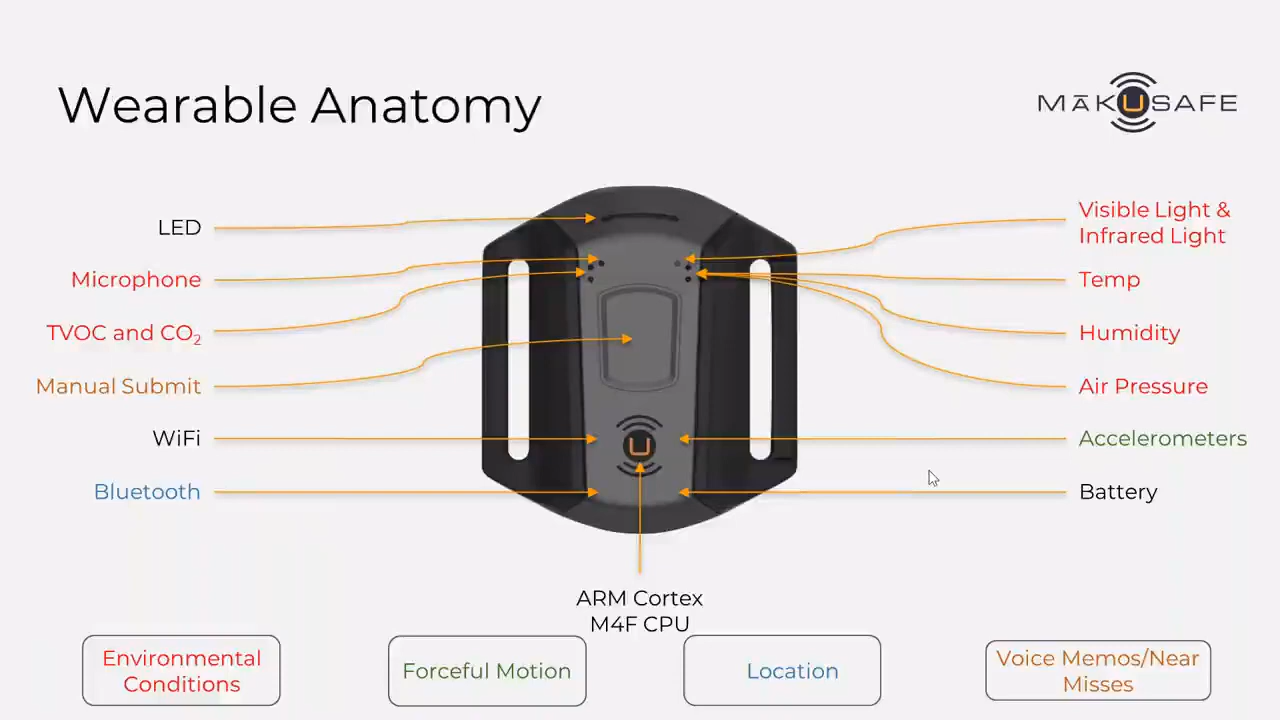 Wearable Anatomy
MĀKUSAFE
LED
Microphone
TVOC and CO₂
Manual Submit
WiFi
Bluetooth
Visible Light &
Infrared Light
Temp
Humidity
Air Pressure
Accelerometers
Battery
U
ARM Cortex
M4F CPU
Environmental
Conditions
Forceful Motion
Location
Voice Memos/Near
Misses